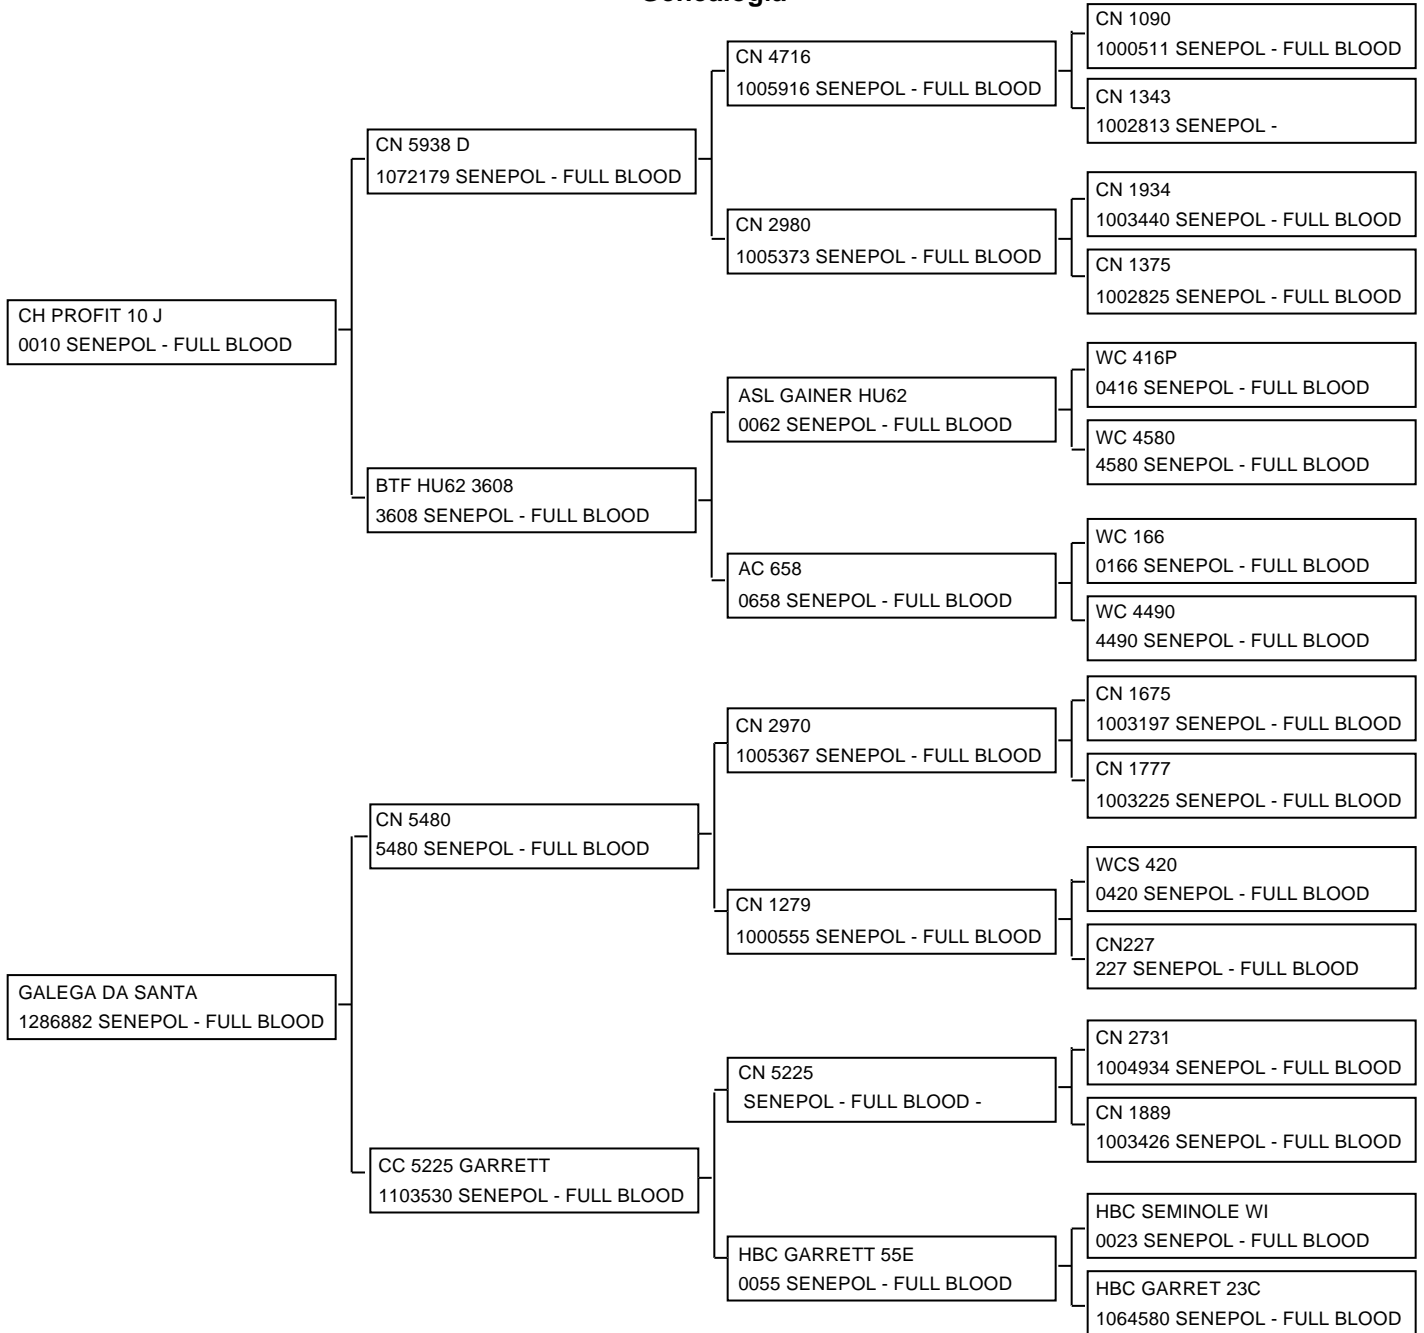 Genealogia
CN 1090
1000511 SENEPOL - FULL BLOOD
CN 4716
1005916 SENEPOL - FULL BLOOD
CN 1343
1002813 SENEPOL -
CN 5938 D
1072179 SENEPOL - FULL BLOOD
CN 1934
1003440 SENEPOL - FULL BLOOD
CN 2980
1005373 SENEPOL - FULL BLOOD
CN 1375
1002825 SENEPOL - FULL BLOOD
CH PROFIT 10 J
0010 SENEPOL - FULL BLOOD
WC 416P
0416 SENEPOL - FULL BLOOD
ASL GAINER HU62
0062 SENEPOL - FULL BLOOD
WC 4580
4580 SENEPOL - FULL BLOOD
BTF HU62 3608
3608 SENEPOL - FULL BLOOD
WC 166
0166 SENEPOL - FULL BLOOD
AC 658
0658 SENEPOL - FULL BLOOD
WC 4490
4490 SENEPOL - FULL BLOOD
CN 1675
1003197 SENEPOL - FULL BLOOD
CN 2970
1005367 SENEPOL - FULL BLOOD
CN 1777
1003225 SENEPOL - FULL BLOOD
CN 5480
5480 SENEPOL - FULL BLOOD
WCS 420
0420 SENEPOL - FULL BLOOD
CN 1279
1000555 SENEPOL - FULL BLOOD
CN227
227 SENEPOL - FULL BLOOD
GALEGA DA SANTA
1286882 SENEPOL - FULL BLOOD
CN 2731
1004934 SENEPOL - FULL BLOOD
CN 5225
SENEPOL - FULL BLOOD -
CN 1889
1003426 SENEPOL - FULL BLOOD
CC 5225 GARRETT
1103530 SENEPOL - FULL BLOOD
HBC SEMINOLE WI
0023 SENEPOL - FULL BLOOD
HBC GARRETT 55E
0055 SENEPOL - FULL BLOOD
HBC GARRET 23C
1064580 SENEPOL - FULL BLOOD